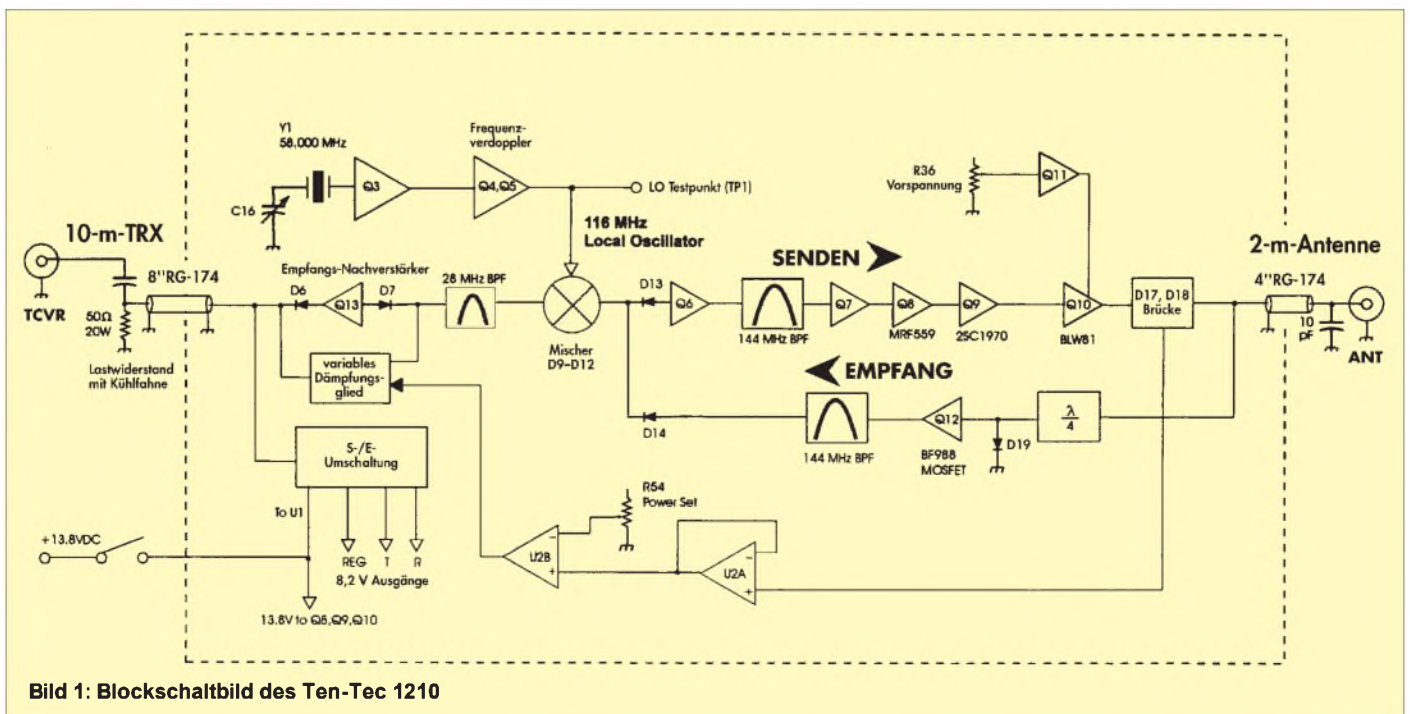 Y1
58,000 MHz
C16
Q3
Frequenz-
verdoppler
Q4,Q5
LO Testpunkt (TP1)
116 MHz
Local Oscillator
R36
Vorspannung
Q11
10-m-TRX
TCVR
8"RG-174
50Ω
20W
Lastwiderstand
mit Kühlfahne
Empfangs-Nachverstärker
D6
Q13
D7
28 MHz BPF
variables
Dämpfungs-
glied
Mischer
D9–D12
SENDEN
D13
Q6
144 MHz BPF
Q7
Q8
MRF559
Q9
2SC1970
Q10
BLW81
D17, D18
Brücke
2-m-Antenne
4"RG-174
10
pF
ANT
EMPFANG
D14
144 MHz BPF
Q12
BF988
MOSFET
D19
λ
4
S-/E-
Umschaltung
To U1
REG T R
8,2 V Ausgänge
+13.8VDC
13.8V to Q8,Q9,Q10
R54
Power Set
U2B
-
+
U2A
-
+
Bild 1: Blockschaltbild des Ten-Tec 1210